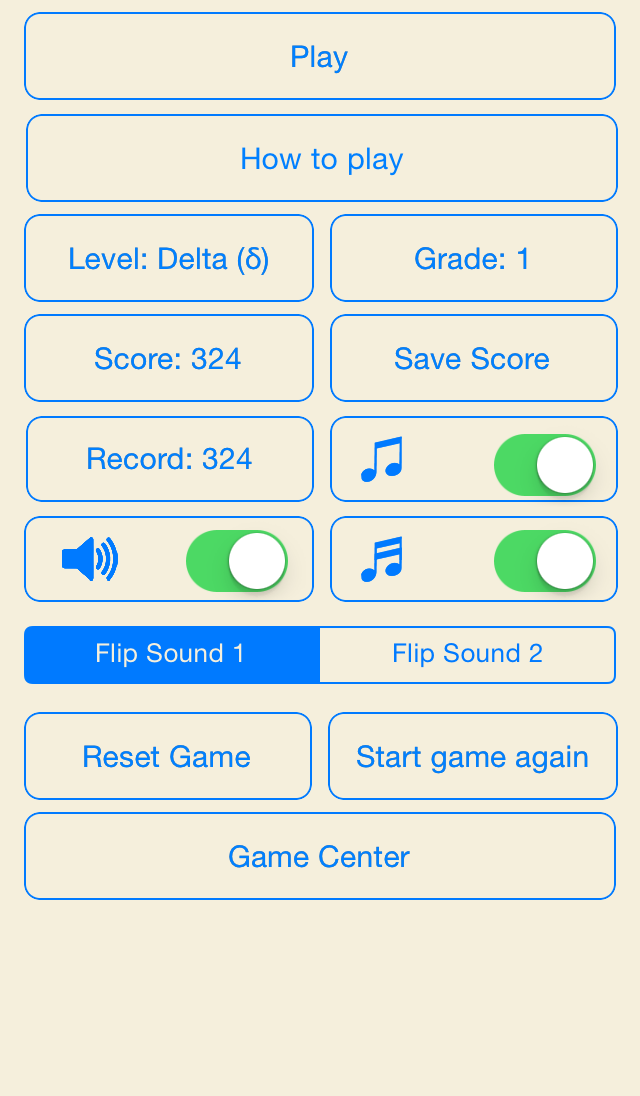 Play
How to play
Level: Delta (δ)
Grade: 1
Score: 324
Save Score
Record: 324
Flip Sound 1
Flip Sound 2
Reset Game
Start game again
Game Center